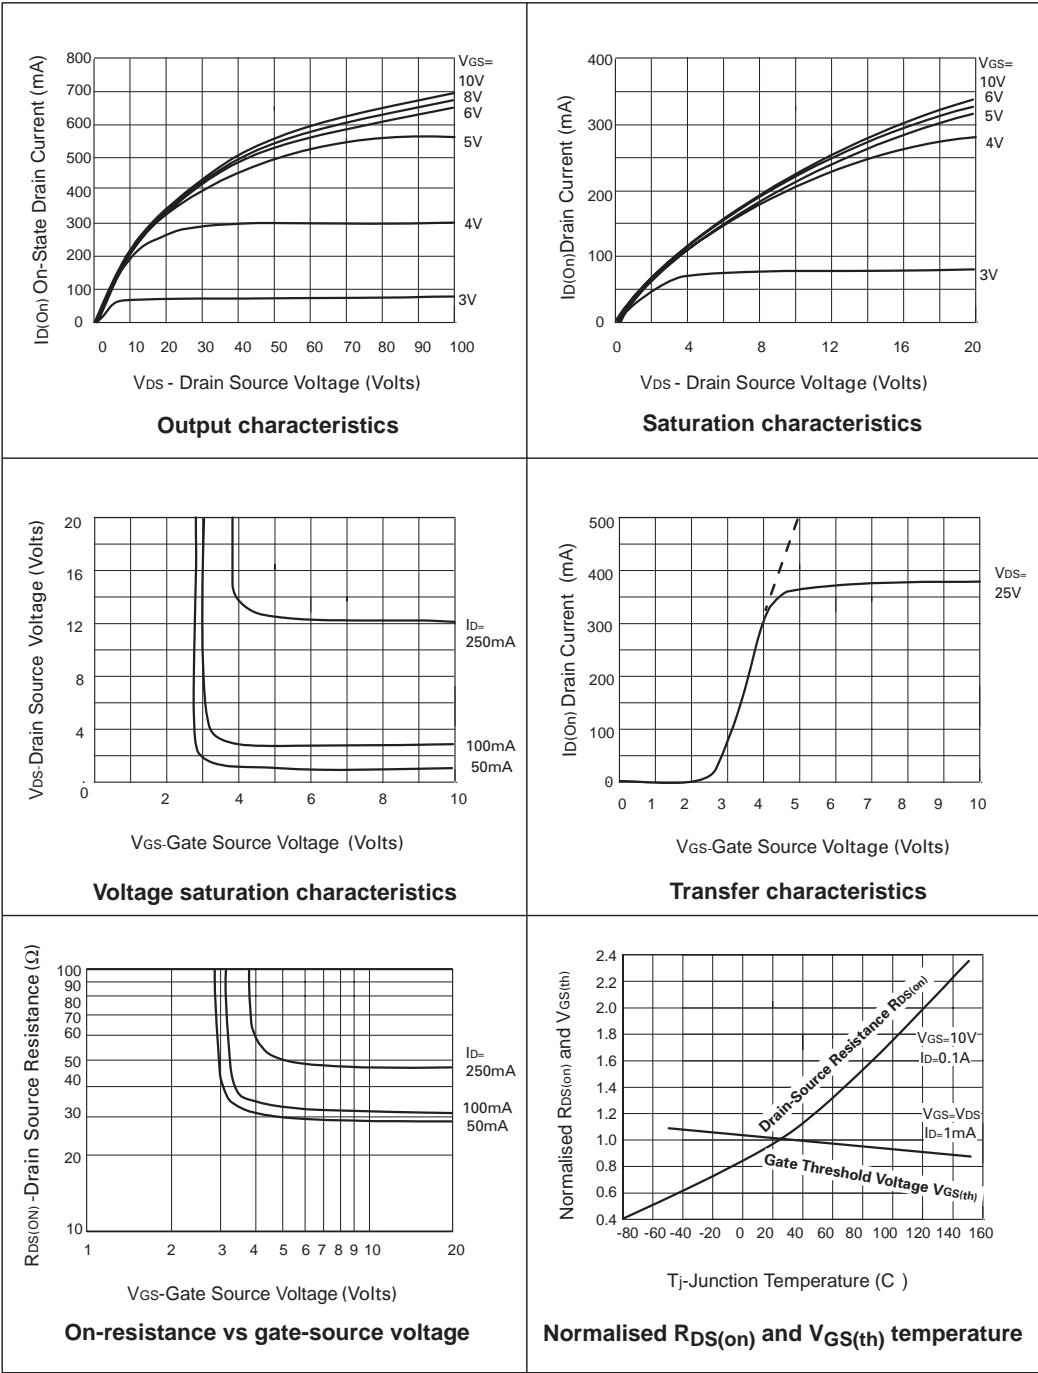 ID(On) On-State Drain Current (mA)
800
700
600
500
400
300
200
100
0
VGS=
10V
8V
6V
5V
4V
3V
0 10 20 30 40 50 60 70 80 90 100
VDS - Drain Source Voltage (Volts)
Output characteristics
ID(On)Drain Current (mA)
400
300
200
100
0
VGS=
10V
6V
5V
4V
3V
0 4 8 12 16 20
VDS - Drain Source Voltage (Volts)
Saturation characteristics
VDS-Drain Source Voltage (Volts)
20
16
12
8
4
0
ID=
250mA
100mA
50mA
2 4 6 8 10
VGS-Gate Source Voltage (Volts)
Voltage saturation characteristics
ID(On) Drain Current (mA)
500
400
300
200
100
0
VDS=
25V
0 1 2 3 4 5 6 7 8 9 10
VGS-Gate Source Voltage (Volts)
Transfer characteristics
RDS(ON) -Drain Source Resistance (Ω)
100
90
80
70
60
50
40
30
20
10
ID=
250mA
100mA
50mA
1 2 3 4 5 6 7 8 9 10 20
VGS-Gate Source Voltage (Volts)
On-resistance vs gate-source voltage
Normalised RDS(on) and VGS(th)
2.4
2.2
2.0
1.8
1.6
1.4
1.2
1.0
0.8
0.6
0.4
Drain-Source Resistance RDS(on)
VGS=10V
ID=0.1A
VGS=VDS
ID=1mA
Gate Threshold Voltage VGS(th)
-80 -60 -40 -20 0 20 40 60 80 100 120 140 160
Tj-Junction Temperature (C )
Normalised RDS(on) and VGS(th) temperature